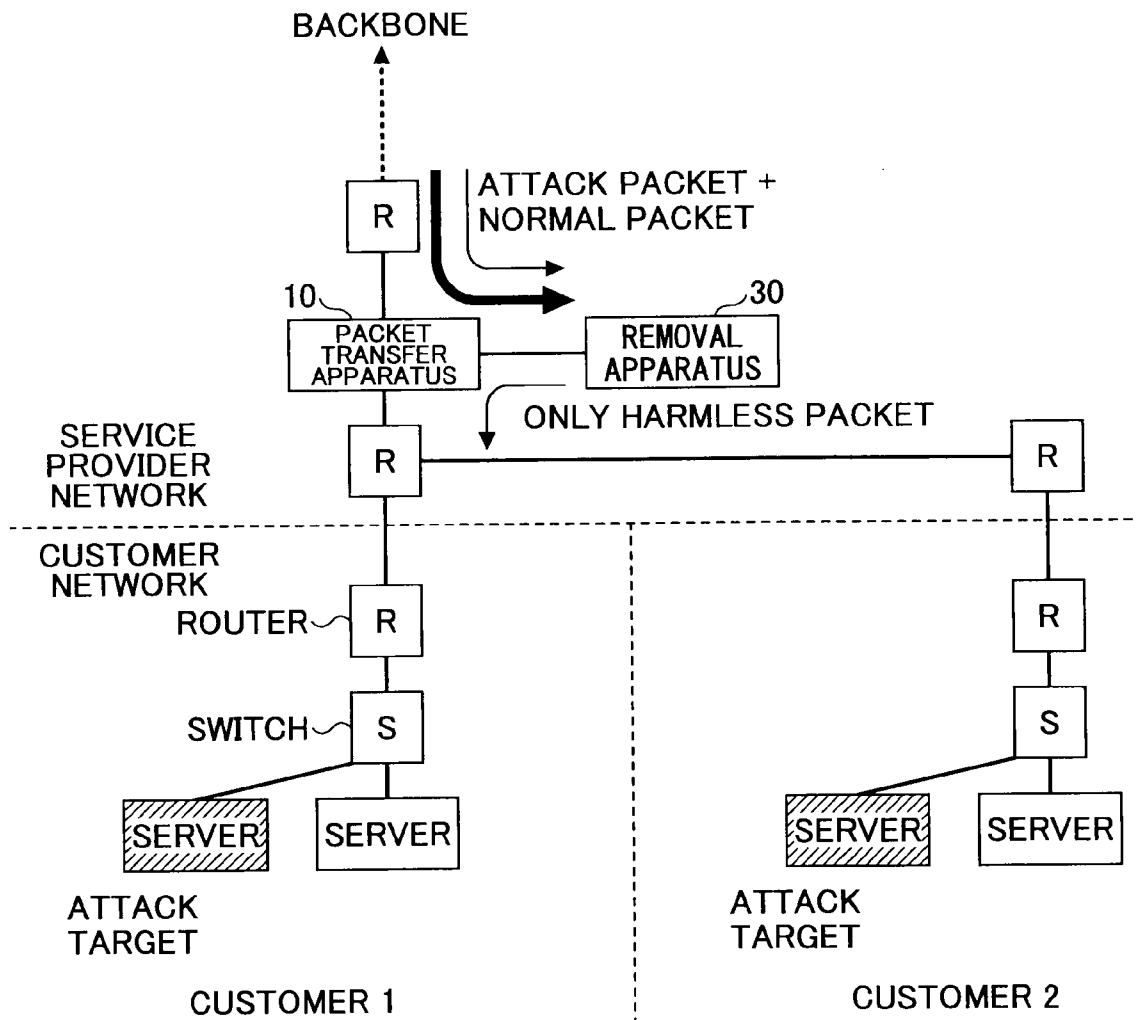 BACKBONE
R
ATTACK PACKET +
NORMAL PACKET
10
30
PACKET
TRANSFER
APPARATUS
REMOVAL
APPARATUS
ONLY HARMLESS PACKET
SERVICE
PROVIDER
NETWORK
R
R
CUSTOMER
NETWORK
ROUTER
R
R
SWITCH
S
S
SERVER
SERVER
SERVER
SERVER
ATTACK
TARGET
ATTACK
TARGET
CUSTOMER 1
CUSTOMER 2